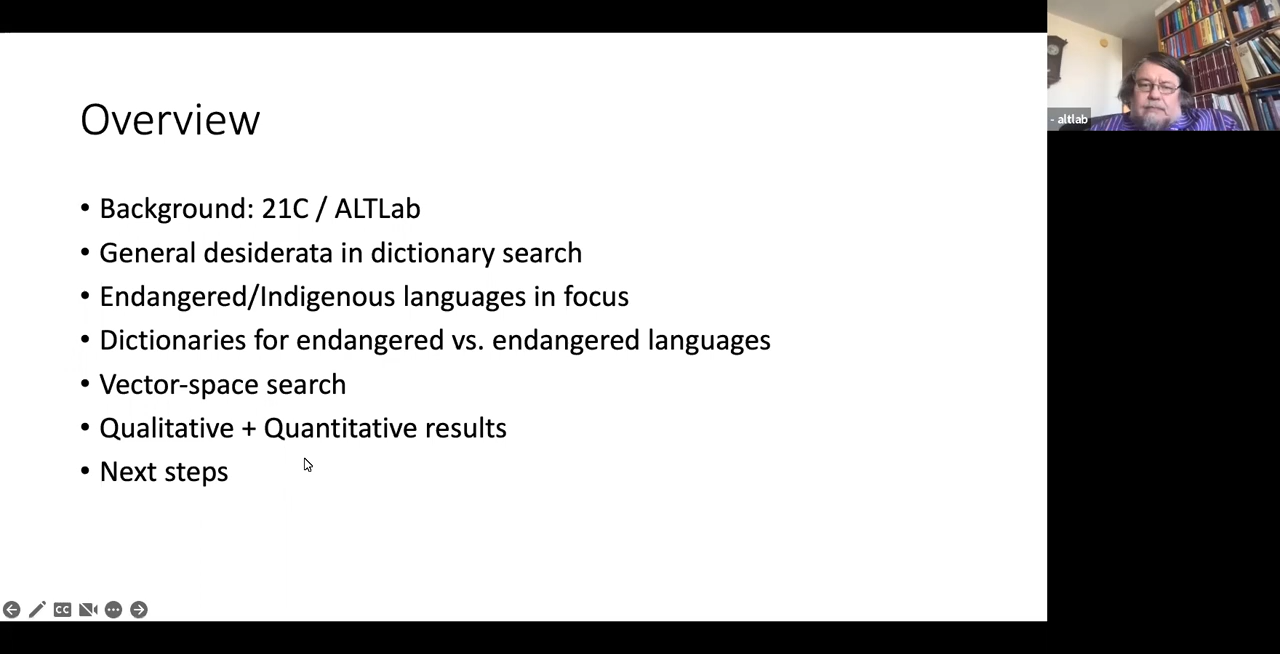 Overview
• Background: 21C / ALTLab
• General desiderata in dictionary search
• Endangered/Indigenous languages in focus
• Dictionaries for endangered vs. endangered languages
• Vector-space search
• Qualitative + Quantitative results
• Next steps
- altlab
CC